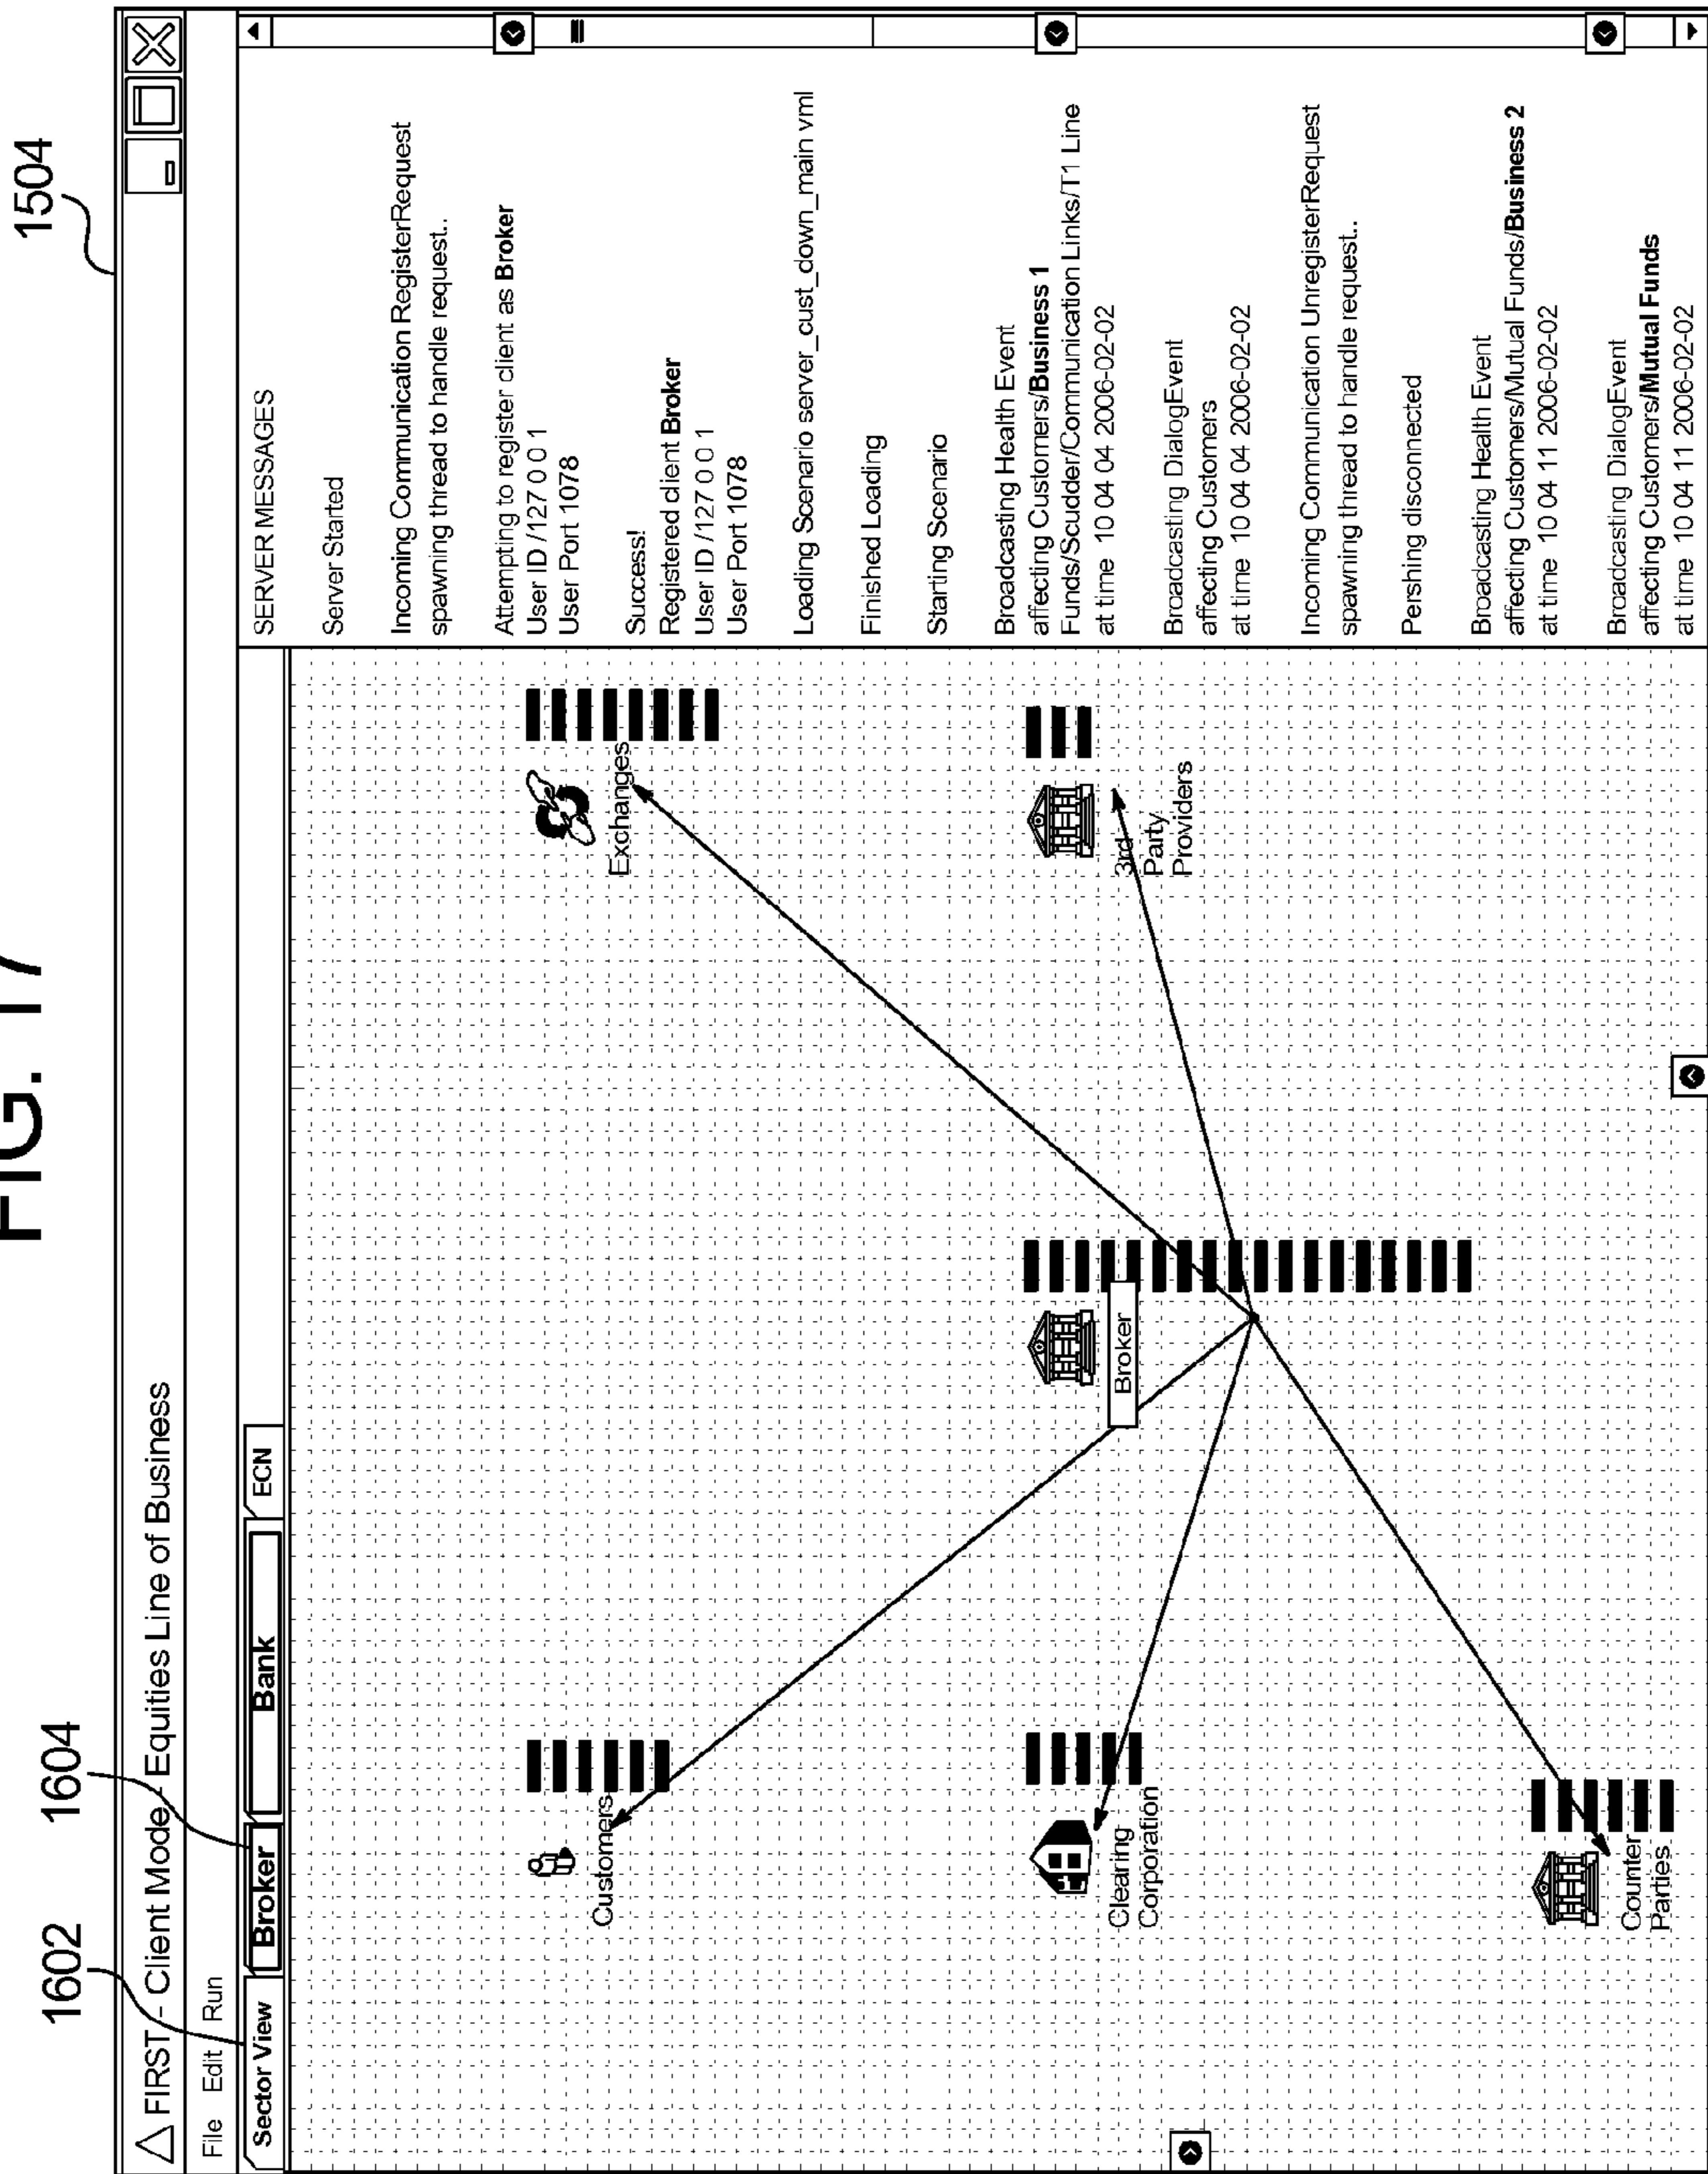 FIG. 17
1504
1602
1604
FIRST - Client Mode - Equities Line of Business
File Edit Run
Sector View
Broker
Bank
ECN
Customers
Exchanges
Broker
Clearing
Corporation
3rd
Party
Providers
Counter
Parties
SERVER MESSAGES
Server Started
Incoming Communication RegisterRequest
spawning thread to handle request..
Attempting to register client as Broker
User ID /127 0 0 1
User Port 1078
Success!
Registered client Broker
User ID /127 0 0 1
User Port 1078
Loading Scenario server_cust_down_main vml
Finished Loading
Starting Scenario
Broadcasting Health Event
affecting Customers/Business 1
Funds/Scudder/Communication Links/T1 Line
at time 10 04 04 2006-02-02
Broadcasting DialogEvent
affecting Customers
at time 10 04 04 2006-02-02
Incoming Communication UnregisterRequest
spawning thread to handle request..
Pershing disconnected
Broadcasting Health Event
affecting Customers/Mutual Funds/Business 2
at time 10 04 11 2006-02-02
Broadcasting DialogEvent
affecting Customers/Mutual Funds
at time 10 04 11 2006-02-02